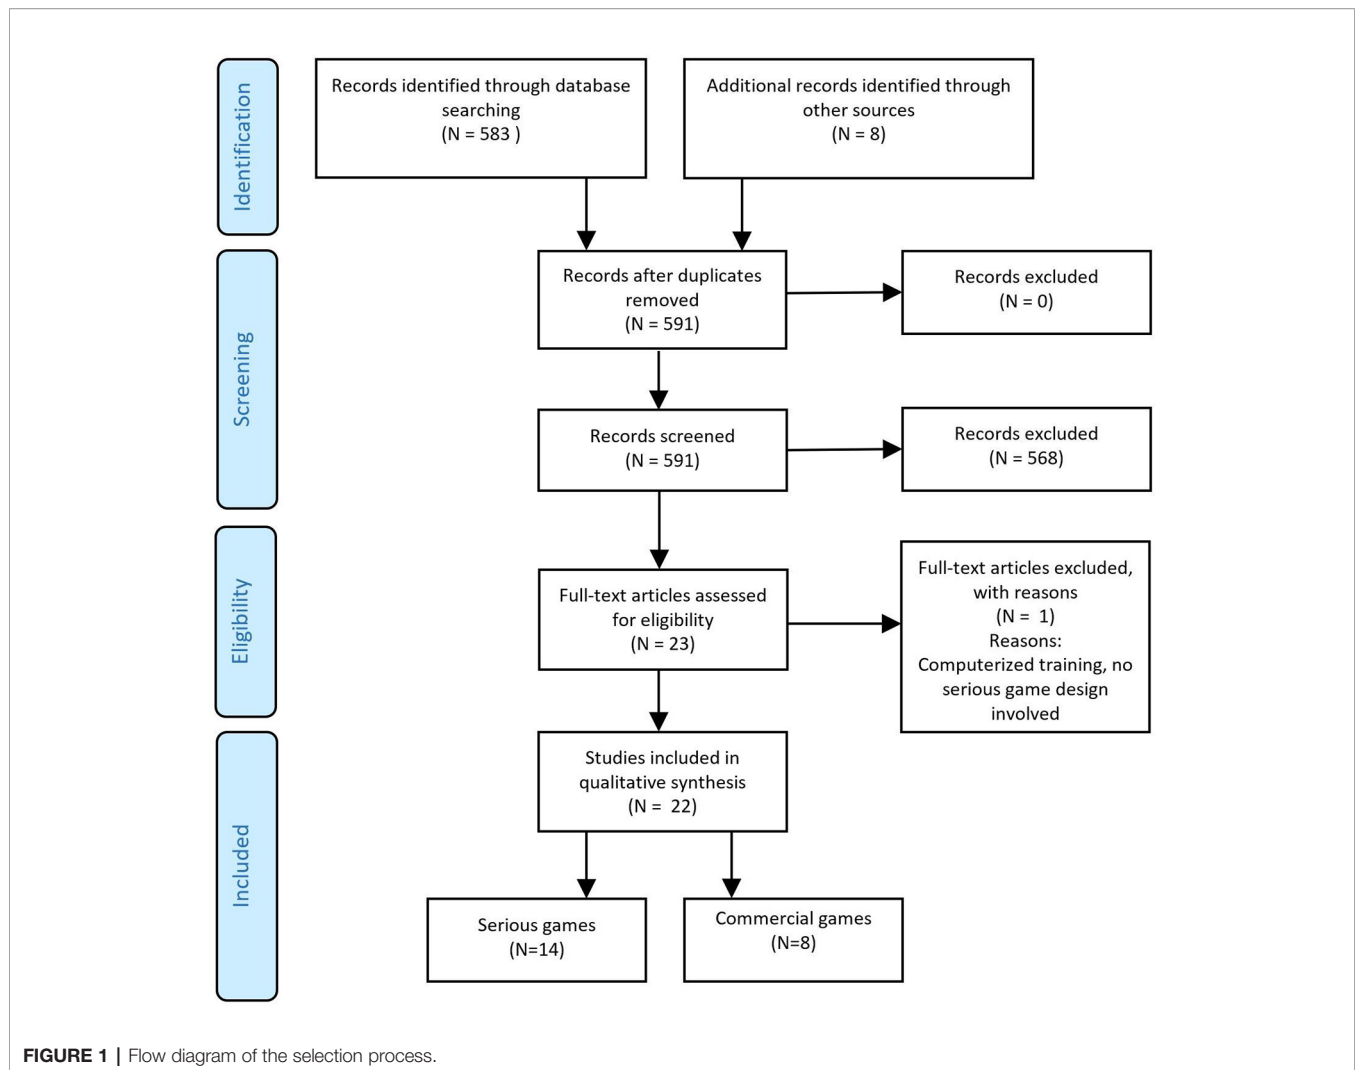 Identification
Records identified through database
searching
(N = 583 )
Additional records identified through
other sources
(N = 8)
Screening
Records after duplicates
removed
(N = 591)
Records excluded
(N = 0)
Records screened
(N = 591)
Records excluded
(N = 568)
Eligibility
Full-text articles assessed
for eligibility
(N = 23)
Full-text articles excluded,
with reasons
(N =  1)
Reasons:
Computerized training, no
serious game design
involved
Included
Studies included in
qualitative synthesis
(N =  22)
Serious games
(N=14)
Commercial games
(N=8)
FIGURE 1 | Flow diagram of the selection process.